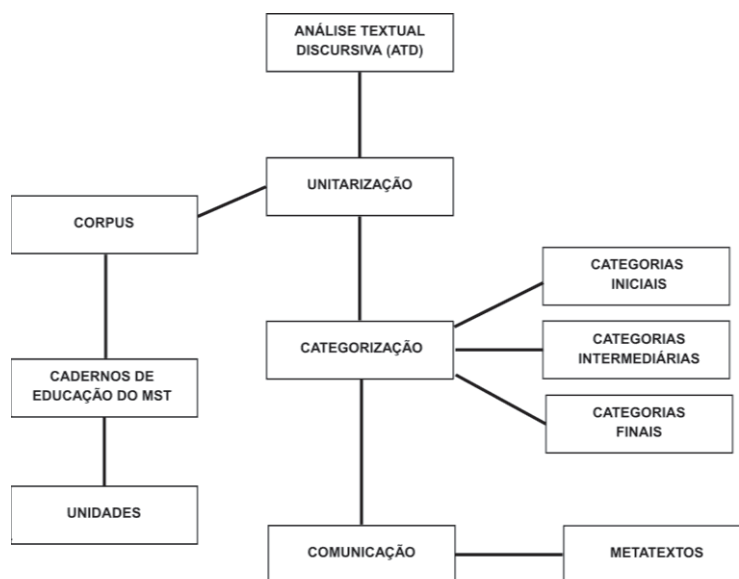 ANÁLISE TEXTUAL
DISCURSIVA (ATD)
UNITARIZAÇÃO
CORPUS
CATEGORIAS
INICIAIS
CATEGORIZAÇÃO
CATEGORIAS
INTERMEDIÁRIAS
CADERNOS DE
EDUCAÇÃO DO MST
CATEGORIAS
FINAIS
UNIDADES
COMUNICAÇÃO
METATEXTOS